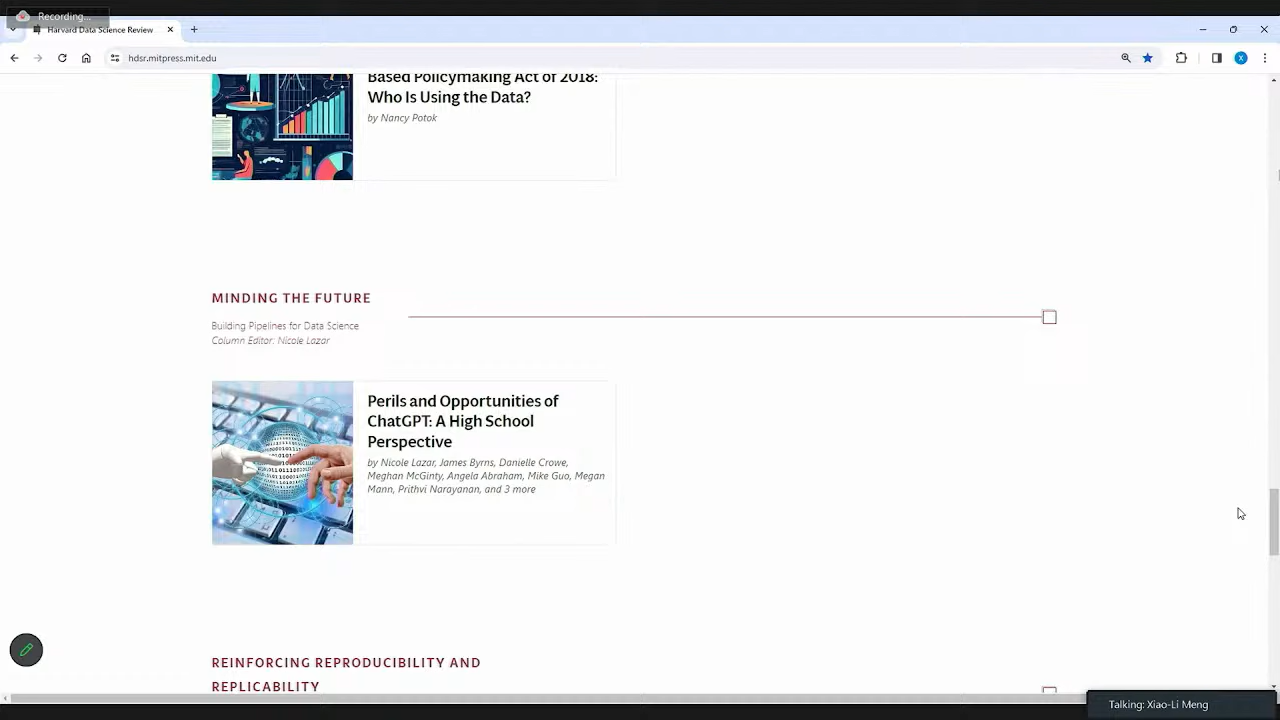 Recording...
Harvard Data Science Review
hdsr.mitpress.mit.edu
X
Based Policymaking Act of 2018:
Who Is Using the Data?
by Nancy Potok
MINDING THE FUTURE
Building Pipelines for Data Science
Column Editor: Nicole Lazar
Perils and Opportunities of
ChatGPT: A High School
Perspective
by Nicole Lazar, James Byrns, Danielle Crowe,
Meghan McGinty, Angela Abraham, Mike Guo, Megan
Mann, Prithvi Narayanan, and 3 more
REINFORCING REPRODUCIBILITY AND
REPLICABILITY
Talking: Xiao-Li Meng